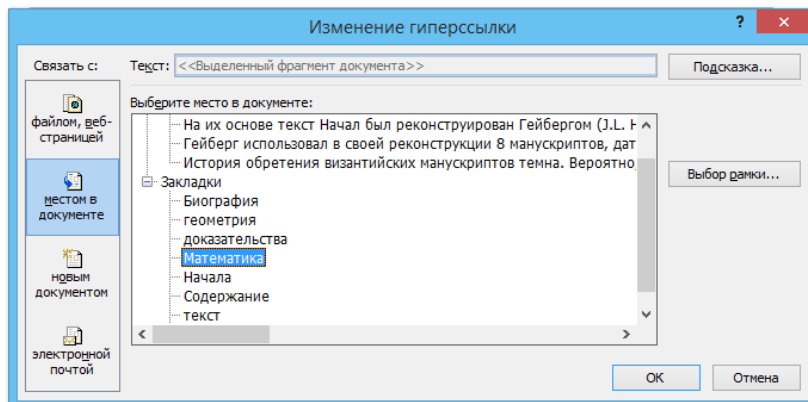 Изменение гиперссылки
?
Связать с:
Текст: <<Выделенный фрагмент документа>>
Подсказка...
файлом, веб-
страницей
местом в
документе
новым
документом
электронной
почтой
Выберите место в документе:
На их основе текст Начал был реконструирован Гейбергом (J.L. H
Гейберг использовал в своей реконструкции 8 манускриптов, дат
История обретения византийских манускриптов темна. Вероятно,
Закладки
Биография
геометрия
доказательства
Математика
Начала
Содержание
текст
Выбор рамки...
ОК
Отмена